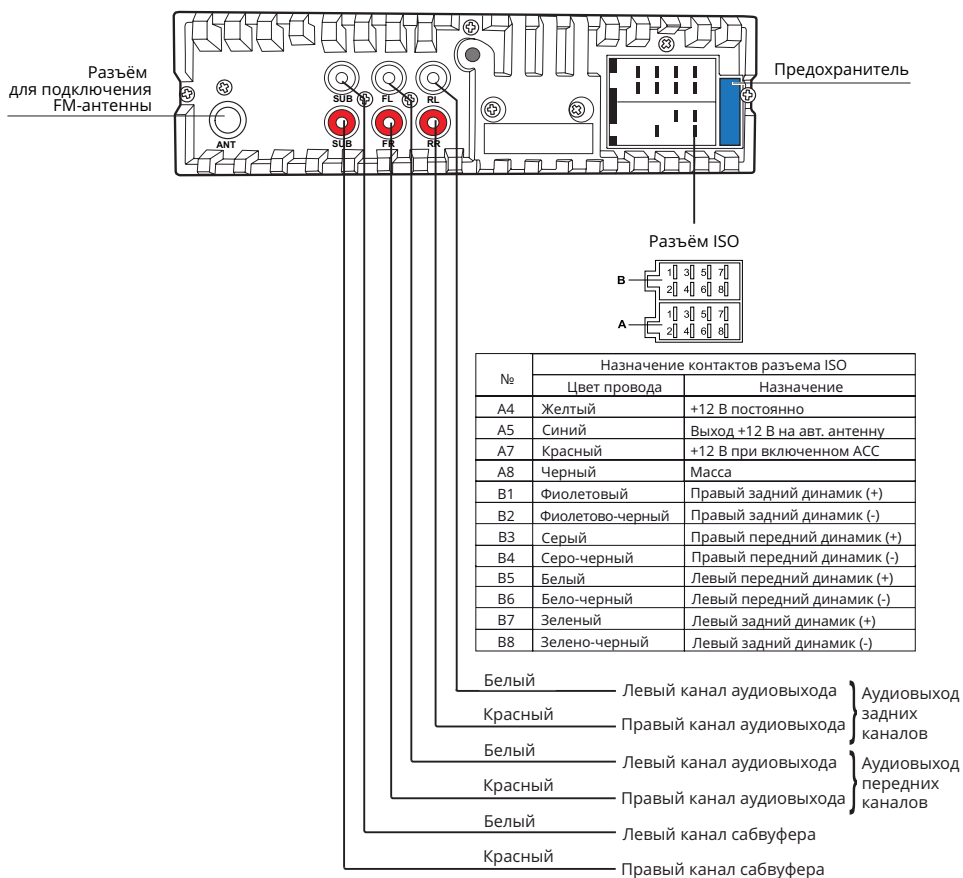 Разъём
для подключения
FM-антенны
Предохранитель
SUB FL RL
ANT SUB FR RR
Разъём ISO
B
1 3 5 7
2 4 6 8
A
1 3 5 7
2 4 6 8
№ Назначение контактов разъема ISO
Цвет провода Назначение
A4 Желтый +12 В постоянно
A5 Синий Выход +12 В на авт. антенну
A7 Красный +12 В при включенном ACC
A8 Черный Масса
B1 Фиолетовый Правый задний динамик (+)
B2 Фиолетово-черный Правый задний динамик (-)
B3 Серый Правый передний динамик (+)
B4 Серо-черный Правый передний динамик (-)
B5 Белый Левый передний динамик (+)
B6 Бело-черный Левый передний динамик (-)
B7 Зеленый Левый задний динамик (+)
B8 Зелено-черный Левый задний динамик (-)
Белый Левый канал аудиовыхода
Красный Правый канал аудиовыхода
Аудиовыход
задних
каналов
Белый Левый канал аудиовыхода
Красный Правый канал аудиовыхода
Аудиовыход
передних
каналов
Белый Левый канал сабвуфера
Красный Правый канал сабвуфера